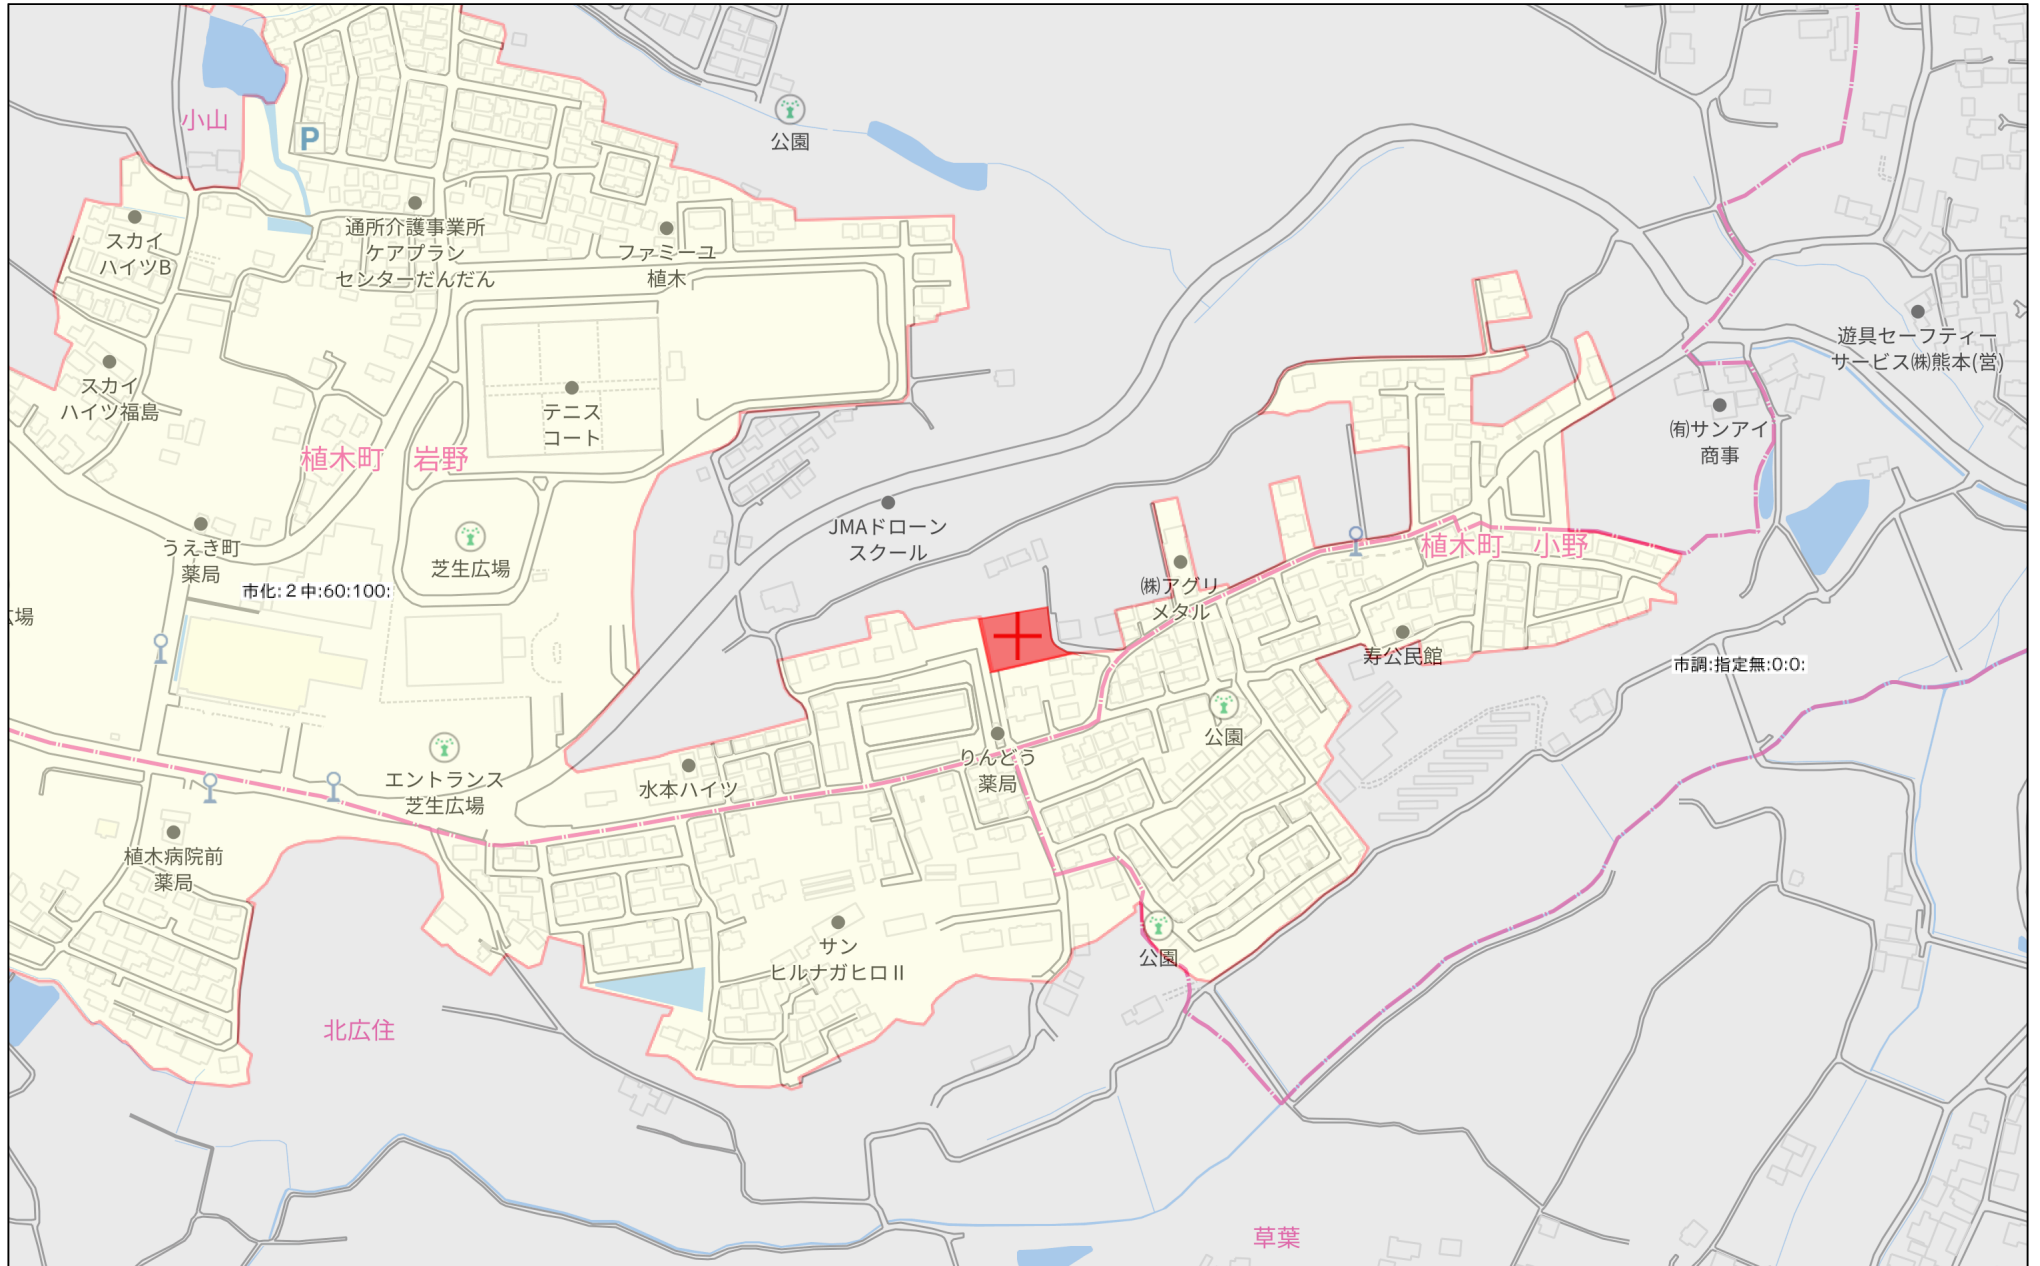 小山
P
公園
通所介護事業所
ケアプラン
センターだんだん
スカイ
ハイツB
ファミーユ
植木
遊具セーフティー
サービス㈱熊本(営)
スカイ
ハイツ福島
テニス
コート
㈲サンアイ
商事
植木町 岩野
JMAドローン
スクール
うえき町
薬局
芝生広場
植木町 小野
市化:２中:60:100:
㈱アグリ
メタル
広場
寿公民館
市調:指定無:0:0:
公園
りんどう
薬局
エントランス
芝生広場
水本ハイツ
植木病院前
薬局
サン
ヒルナガヒロⅡ
公園
北広住
草葉